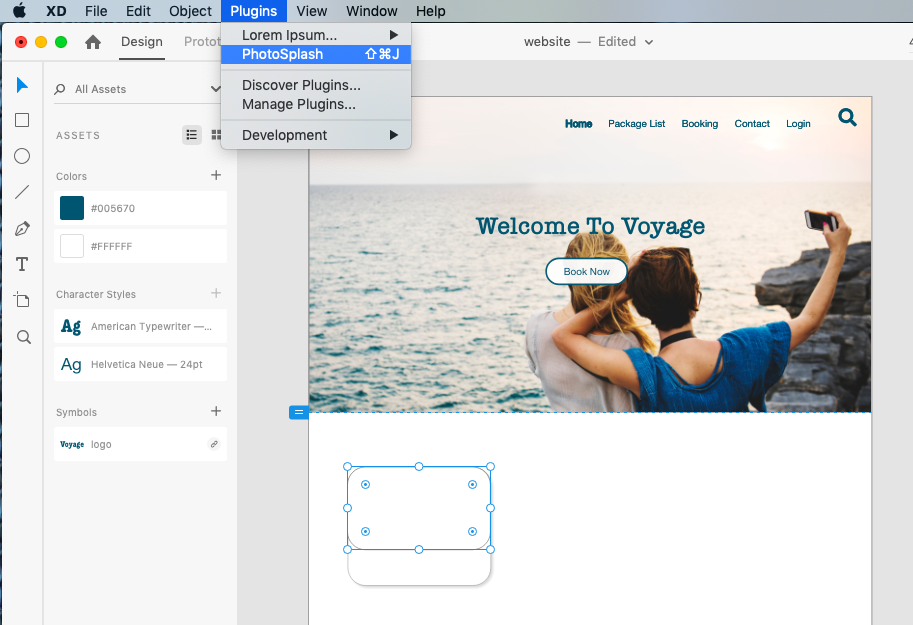 XD File Edit Object Plugins View Window Help
Lorem Ipsum...
PhotoSplash ⇧⌘J
Discover Plugins...
Manage Plugins...
Development
Design
website — Edited
All Assets
ASSETS
Colors
#005670
#FFFFFF
Character Styles
Ag American Typewriter —...
Ag Helvetica Neue — 24pt
Symbols
Voyage logo
Home Package List Booking Contact Login
Welcome To Voyage
Book Now